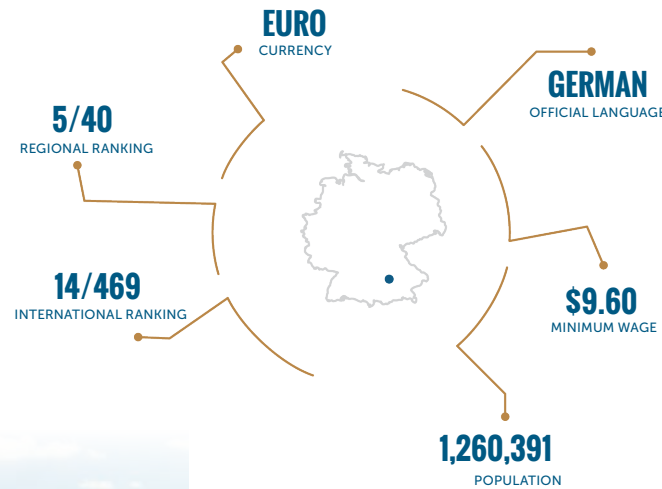 EURO
CURRENCY
GERMAN
OFFICIAL LANGUAGE
5/40
REGIONAL RANKING
14/469
INTERNATIONAL RANKING
$9.60
MINIMUM WAGE
1,260,391
POPULATION